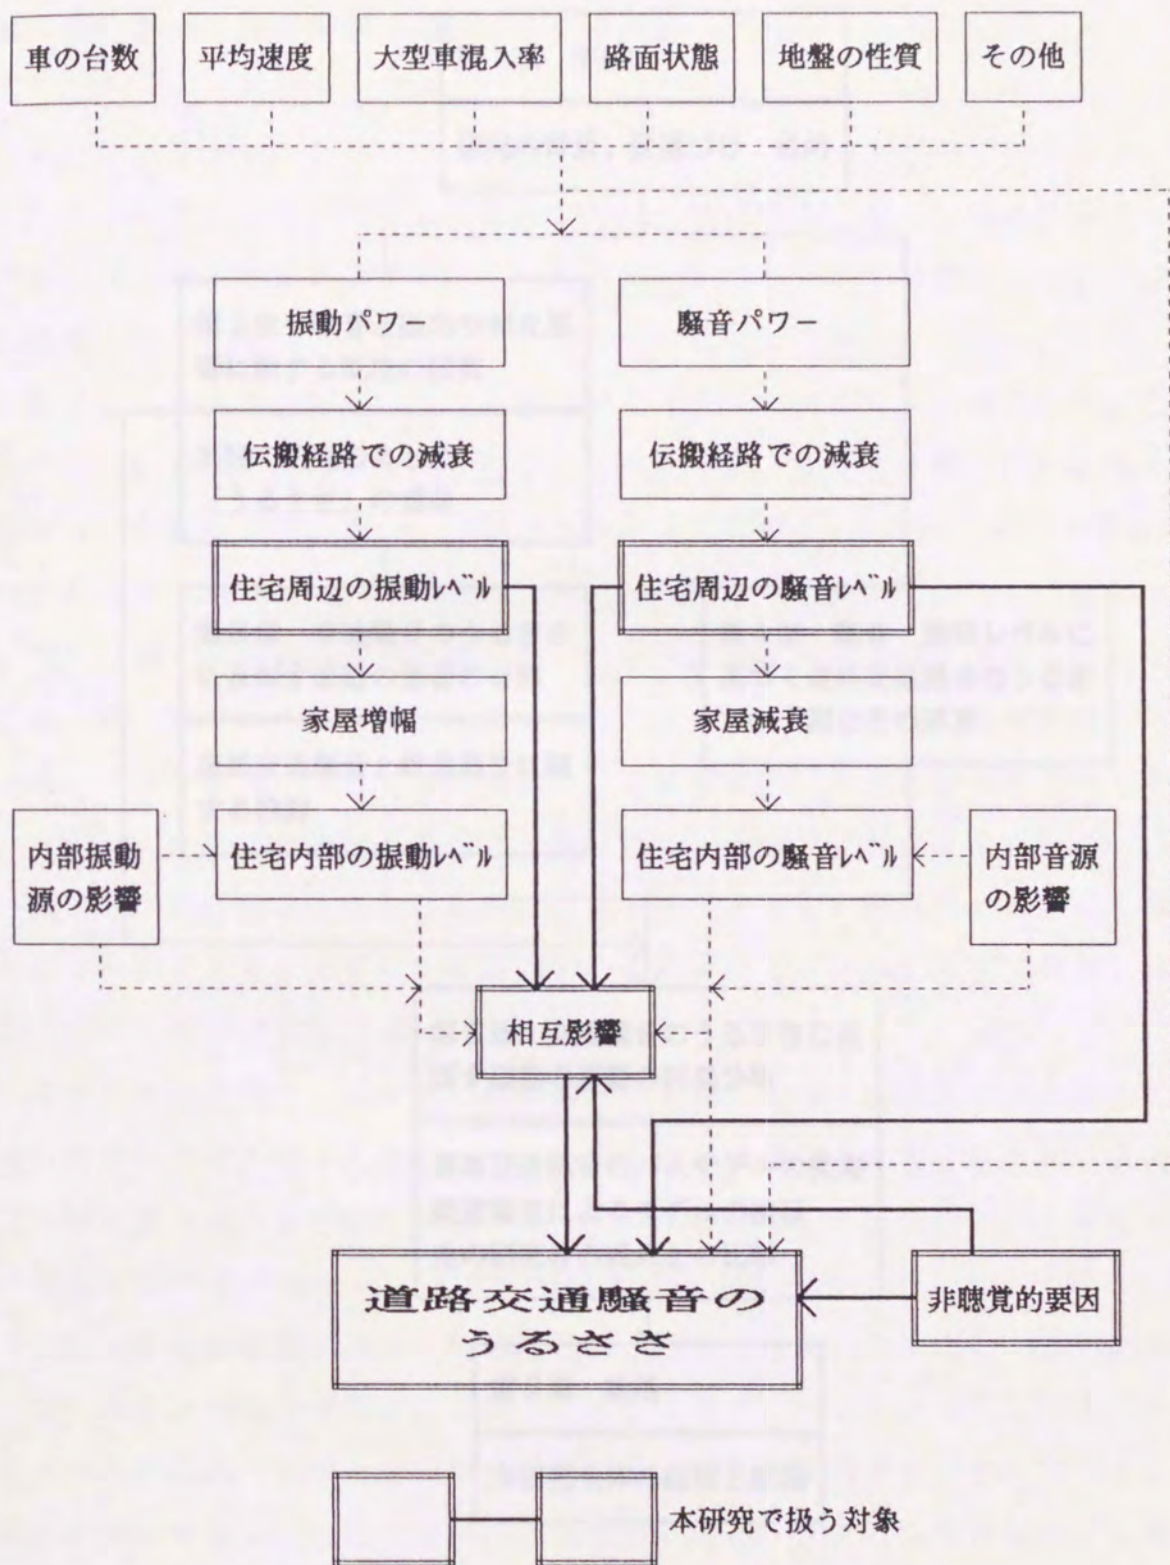 車の台数
平均速度
大型車混入率
路面状態
地盤の性質
その他
振動パワー
騒音パワー
伝搬経路での減衰
伝搬経路での減衰
住宅周辺の振動ﾚﾍﾞﾙ
住宅周辺の騒音ﾚﾍﾞﾙ
家屋増幅
家屋減衰
内部振動
源の影響
住宅内部の振動ﾚﾍﾞﾙ
住宅内部の騒音ﾚﾍﾞﾙ
内部音源
の影響
相互影響
道路交通騒音の
うるささ
非聴覚的要因
本研究で扱う対象